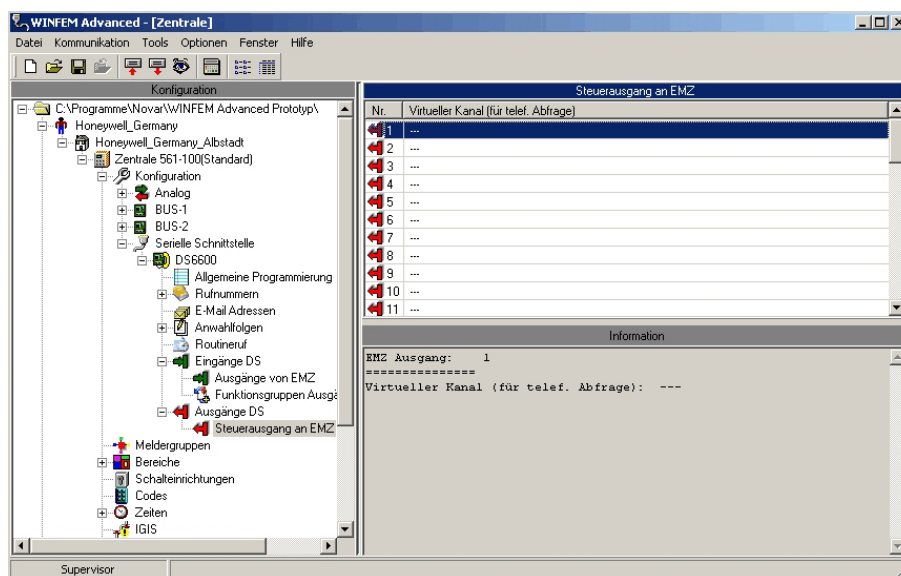 WINFEM Advanced - [Zentrale]
Datei Kommunikation Tools Optionen Fenster Hilfe
Konfiguration
C:\Programme\Novar\WINFEM Advanced Prototyp\
Honeywell_Germany
Honeywell_Germany_Albstadt
Zentrale 561-100(Standard)
Konfiguration
Analog
BUS-1
BUS-2
Serielle Schnittstelle
DS6600
Allgemeine Programmierung
Rufnummern
E-Mail Adressen
Anwahlfolgen
Routineruf
Eingänge DS
Ausgänge von EMZ
Funktionsgruppen Ausgä
Ausgänge DS
Steuerausgang an EMZ
Meldergruppen
Bereiche
Schalteinrichtungen
Codes
Zeiten
IGIS
Steuerausgang an EMZ
Nr. Virtueller Kanal (für telef. Abfrage)
1 ---
2 ---
3 ---
4 ---
5 ---
6 ---
7 ---
8 ---
9 ---
10 ---
11 ---
Information
EMZ Ausgang: 1
===============
Virtueller Kanal (für telef. Abfrage): ---
Supervisor